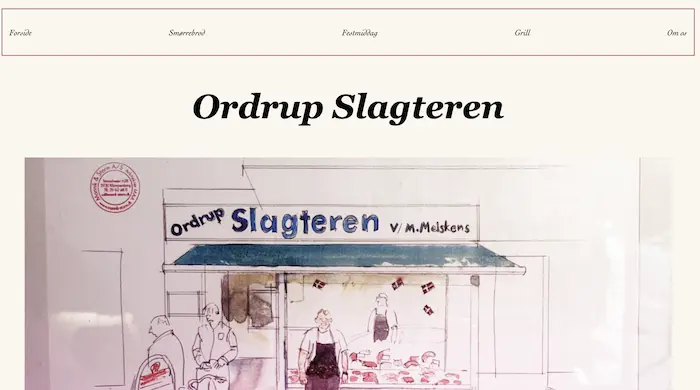 Forside Smørrebrød Festmiddag Grill Om os
Ordrup Slagteren
Ordrup Slagteren v/ M. Melskens